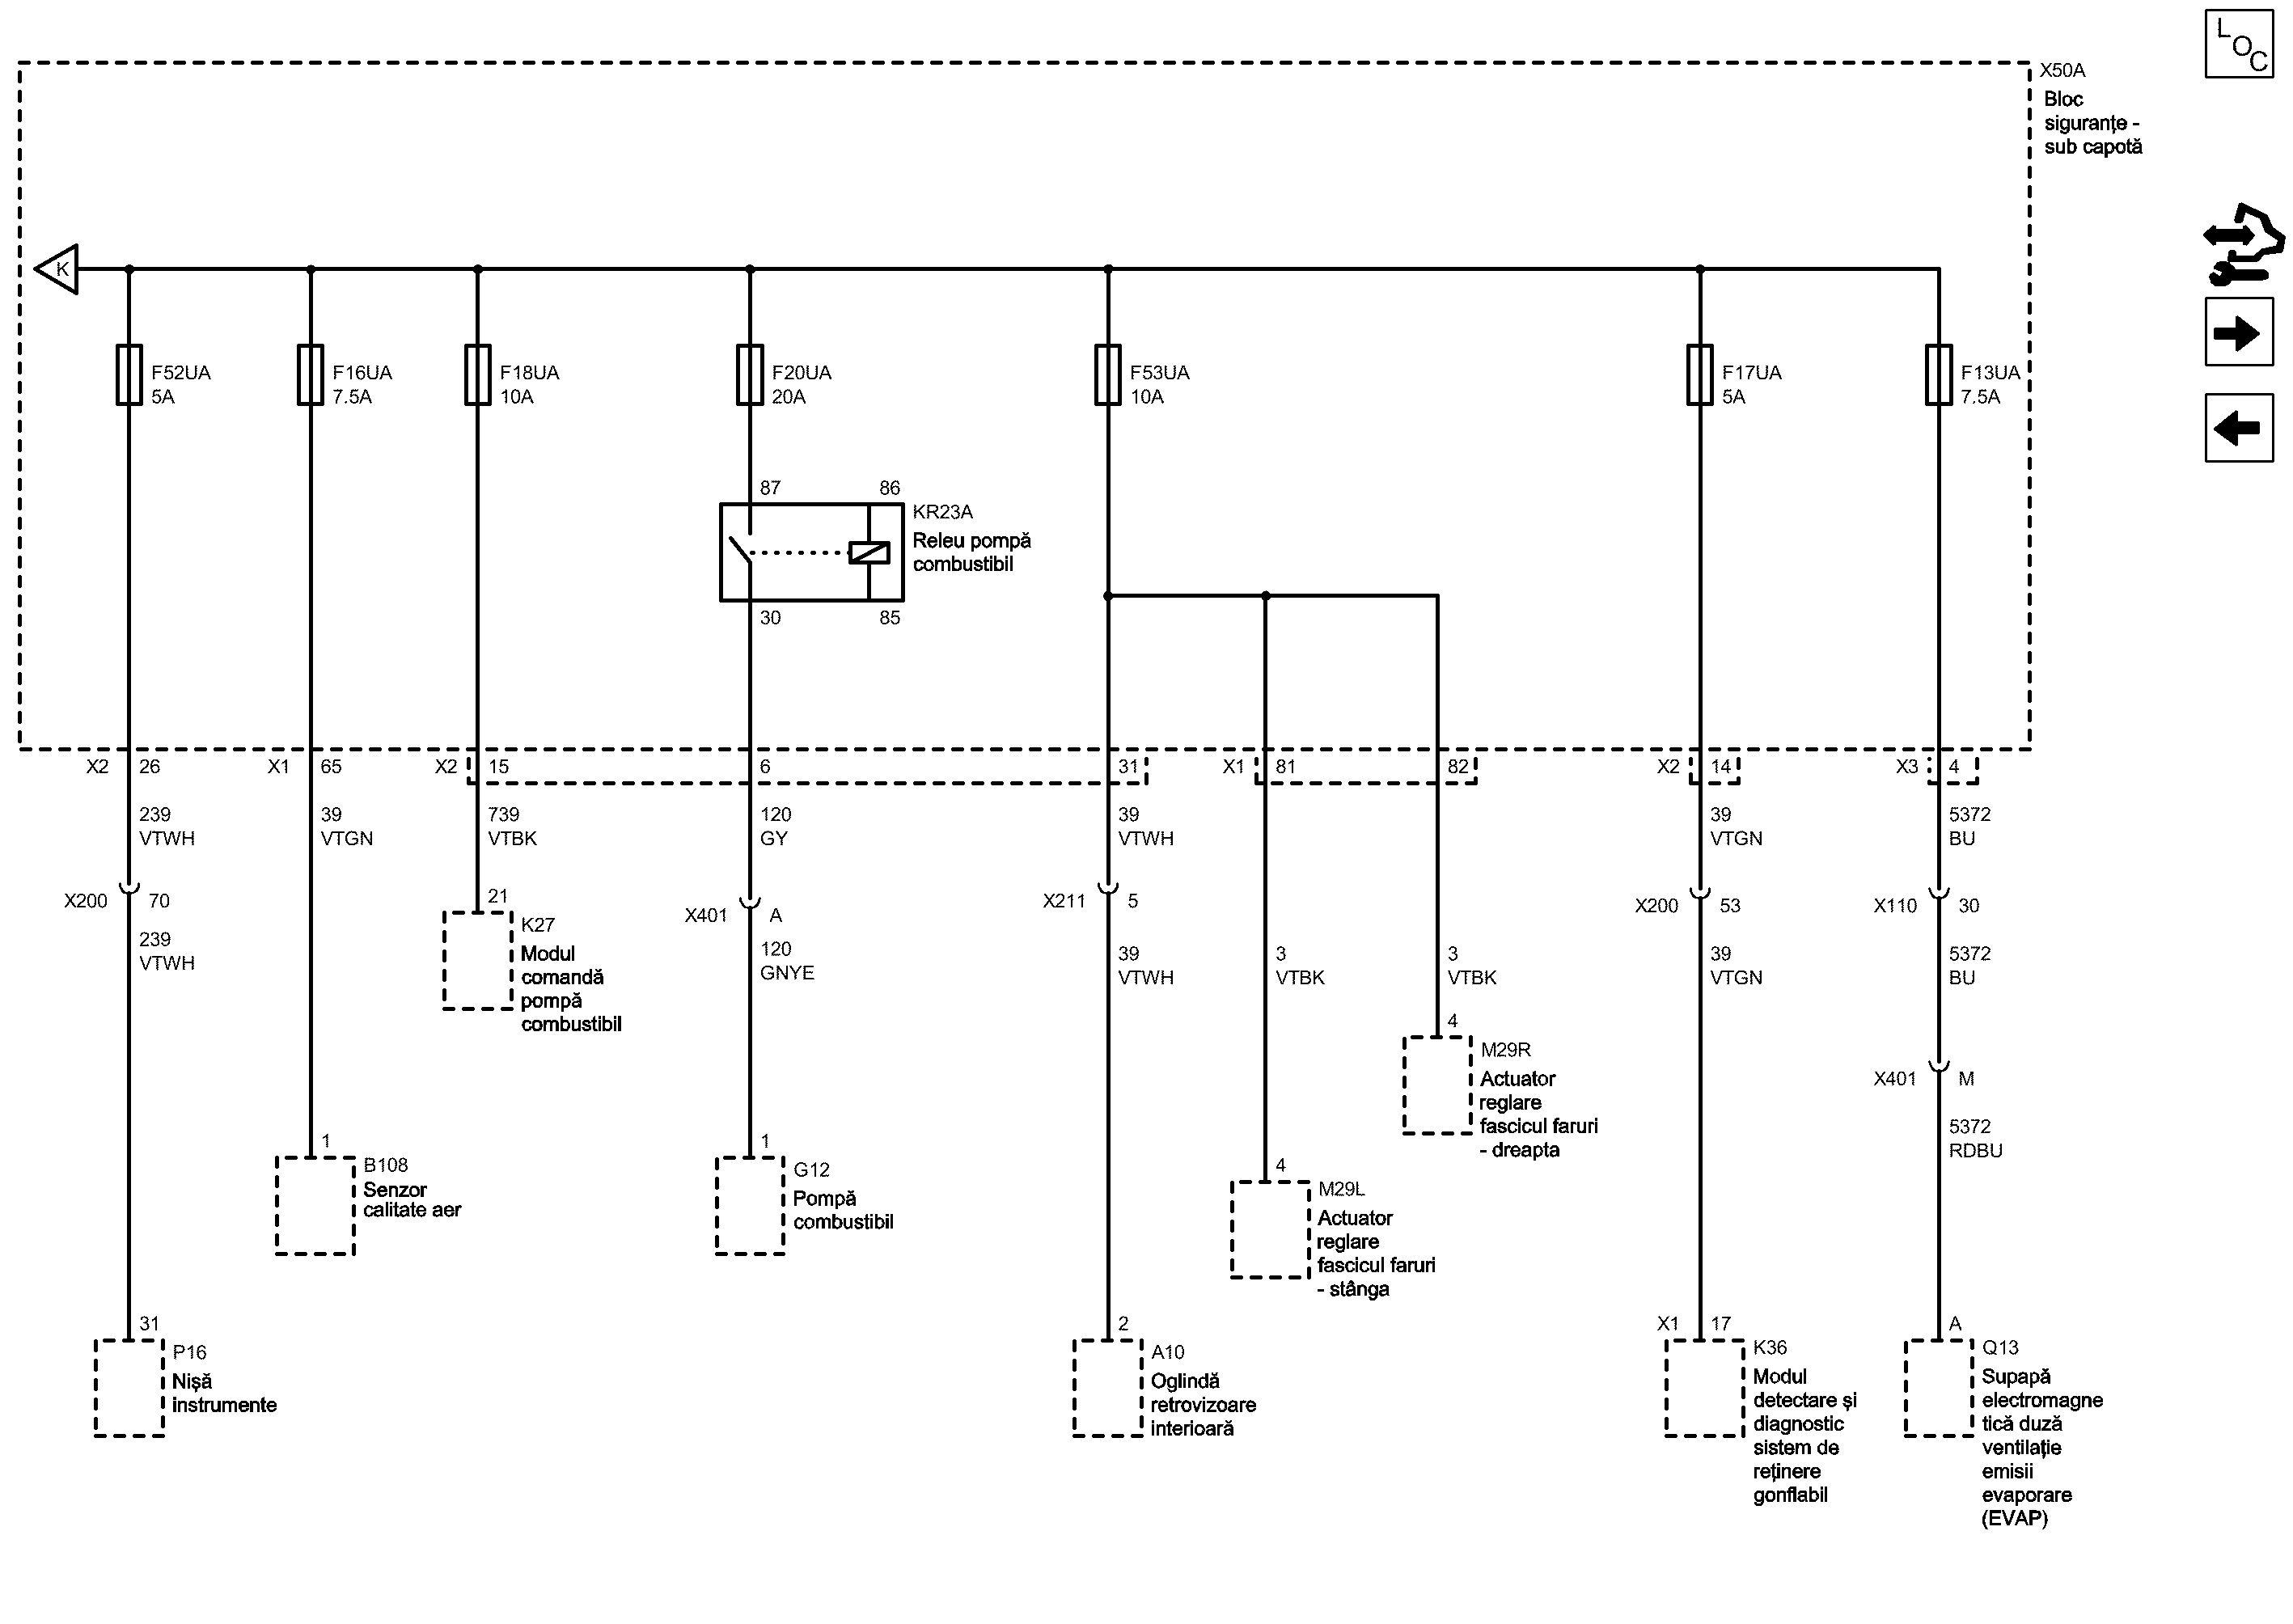 L
O
C
X50A
Bloc
siguranțe -
sub capotă
K
F52UA
5A
F16UA
7.5A
F18UA
10A
F20UA
20A
F53UA
10A
F17UA
5A
F13UA
7.5A
87
86
KR23A
Releu pompă
combustibil
30
85
X2 26
X1 65
X2 15
6
31
X1 81
82
X2 14
X3 4
239
VTWH
39
VTGN
739
VTBK
120
GY
39
VTWH
39
VTGN
5372
BU
X200 70
239
VTWH
21
K27
Modul
comandă
pompă
combustibil
X401 A
120
GNYE
X211 5
39
VTWH
3
VTBK
3
VTBK
X200 53
39
VTGN
X110 30
5372
BU
4
M29R
Actuator
reglare
fascicul faruri
- dreapta
X401 M
5372
RDBU
1
B108
Senzor
calitate aer
1
G12
Pompă
combustibil
4
M29L
Actuator
reglare
fascicul faruri
- stânga
31
P16
Nișă
instrumente
2
A10
Oglindă
retrovizoare
interioară
X1 17
K36
Modul
detectare și
diagnostic
sistem de
reținere
gonflabil
A
Q13
Supapă
electromagne
tică duză
ventilație
emisii
evaporare
(EVAP)